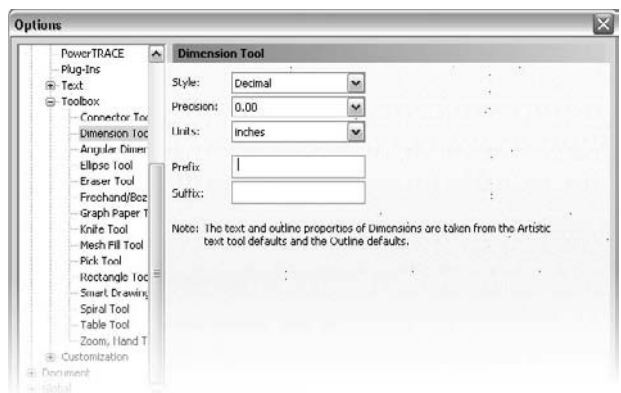 Options
PowerTRACE
Plug-Ins
Text
Toolbox
Connector Too
Dimension Too
Angular Dimen
Ellipse Tool
Eraser Tool
Freehand/Bez
Graph Paper T
Knife Tool
Mesh Fill Tool
Pick Tool
Rectangle Too
Smart Drawing
Spiral Tool
Table Tool
Zoom, Hand T
Customization
Document
Global
Dimension Tool
Style: Decimal
Precision: 0.00
Units: inches
Prefix
Suffix:
Note: The text and outline properties of Dimensions are taken from the Artistic
text tool defaults and the Outline defaults.